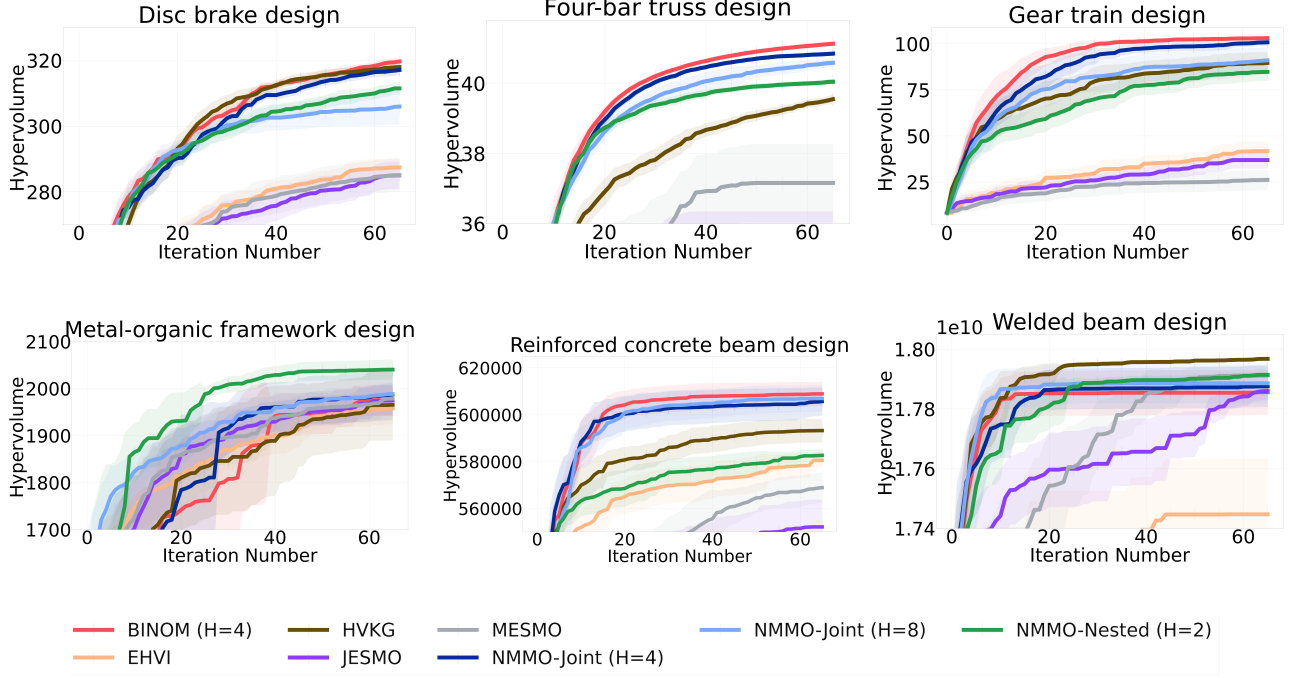 Disc brake design
320
300
280
Hypervolume
0 20 40 60
Iteration Number
Four-bar truss design
40
38
36
Hypervolume
0 20 40 60
Iteration Number
Gear train design
100
75
50
25
Hypervolume
0 20 40 60
Iteration Number
Metal-organic framework design
2100
2000
1900
1800
1700
Hypervolume
0 20 40 60
Iteration Number
Reinforced concrete beam design
620000
600000
580000
560000
Hypervolume
0 20 40 60
Iteration Number
1e10 Welded beam design
1.80
1.78
1.76
1.74
Hypervolume
0 20 40 60
Iteration Number
BINOM (H=4) HVKG MESMO NMMO-Joint (H=8) NMMO-Nested (H=2)
EHVI JESMO NMMO-Joint (H=4)